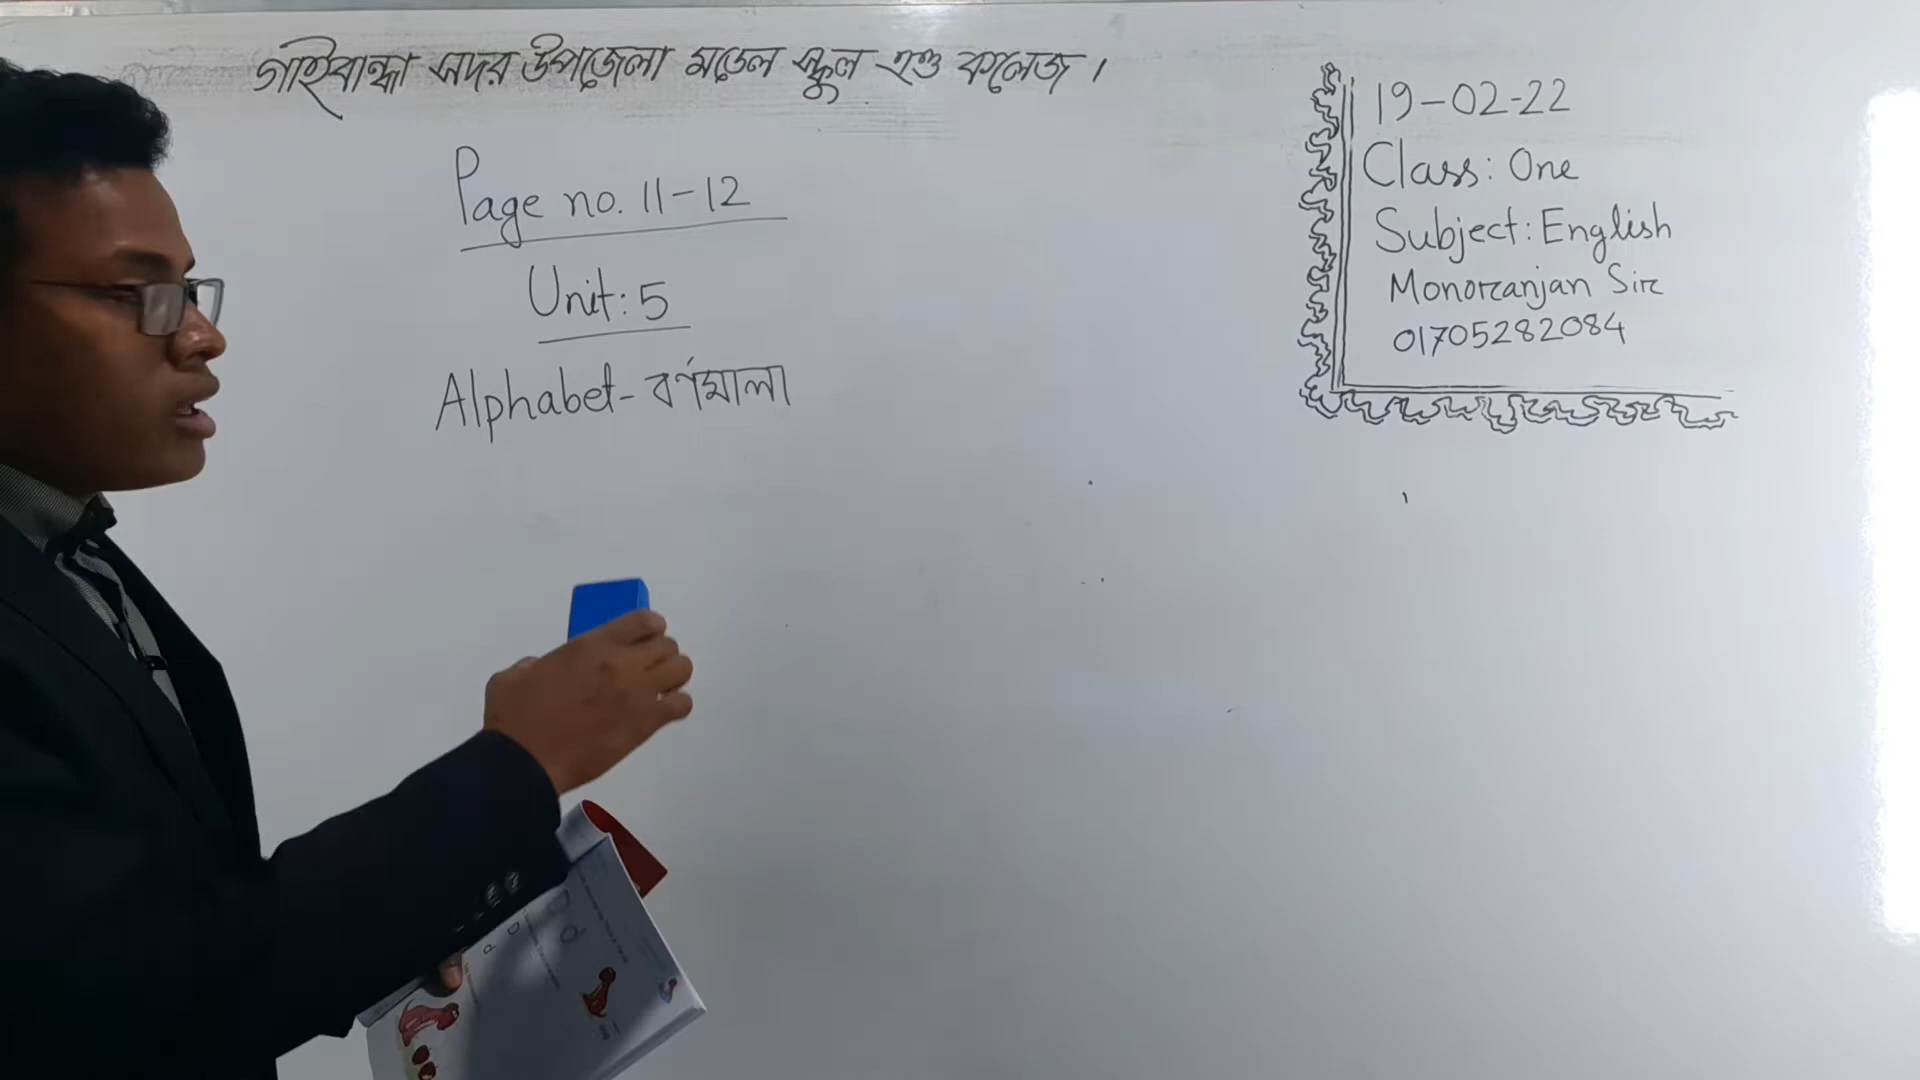 গাইবান্ধা সদর উপজেলা মডেল স্কুল এণ্ড কলেজ।
Page no. 11-12
Unit: 5
Alphabet- বর্ণমালা
19-02-22
Class: One
Subject: English
Monoranjan Sir
01705282084